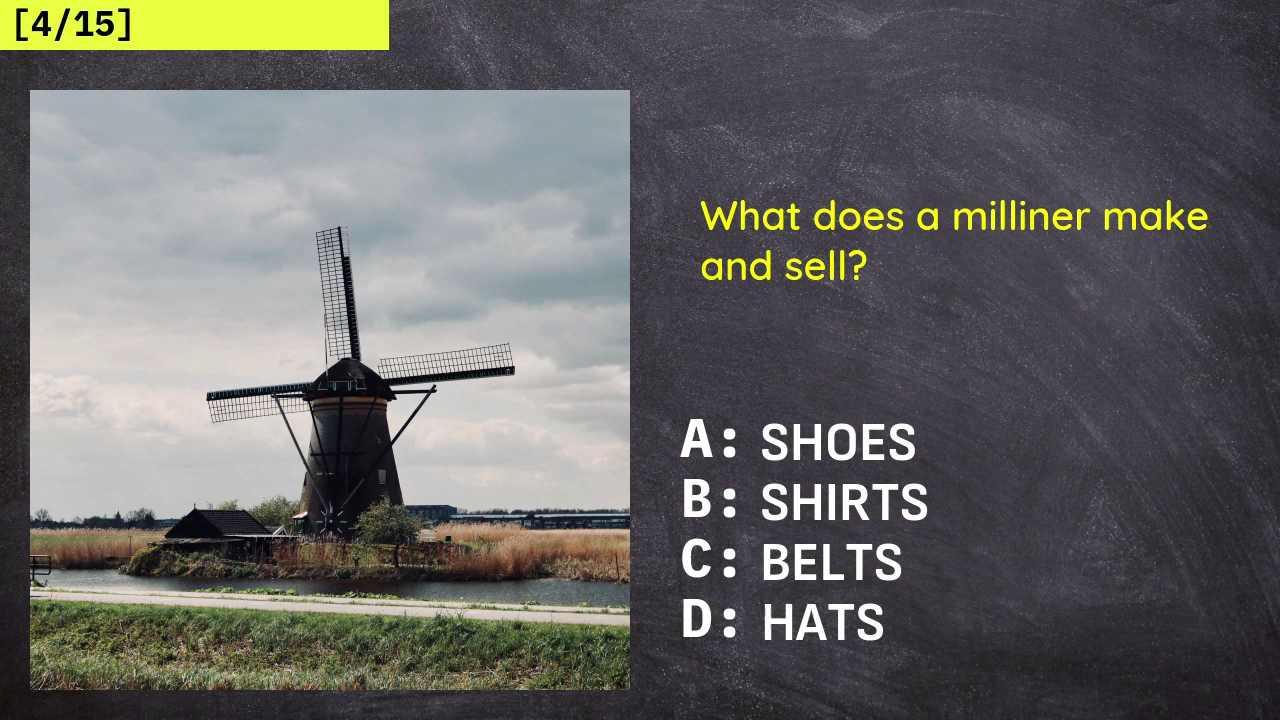 [4/15]
What does a milliner make
and sell?
A: SHOES
B: SHIRTS
C: BELTS
D: HATS